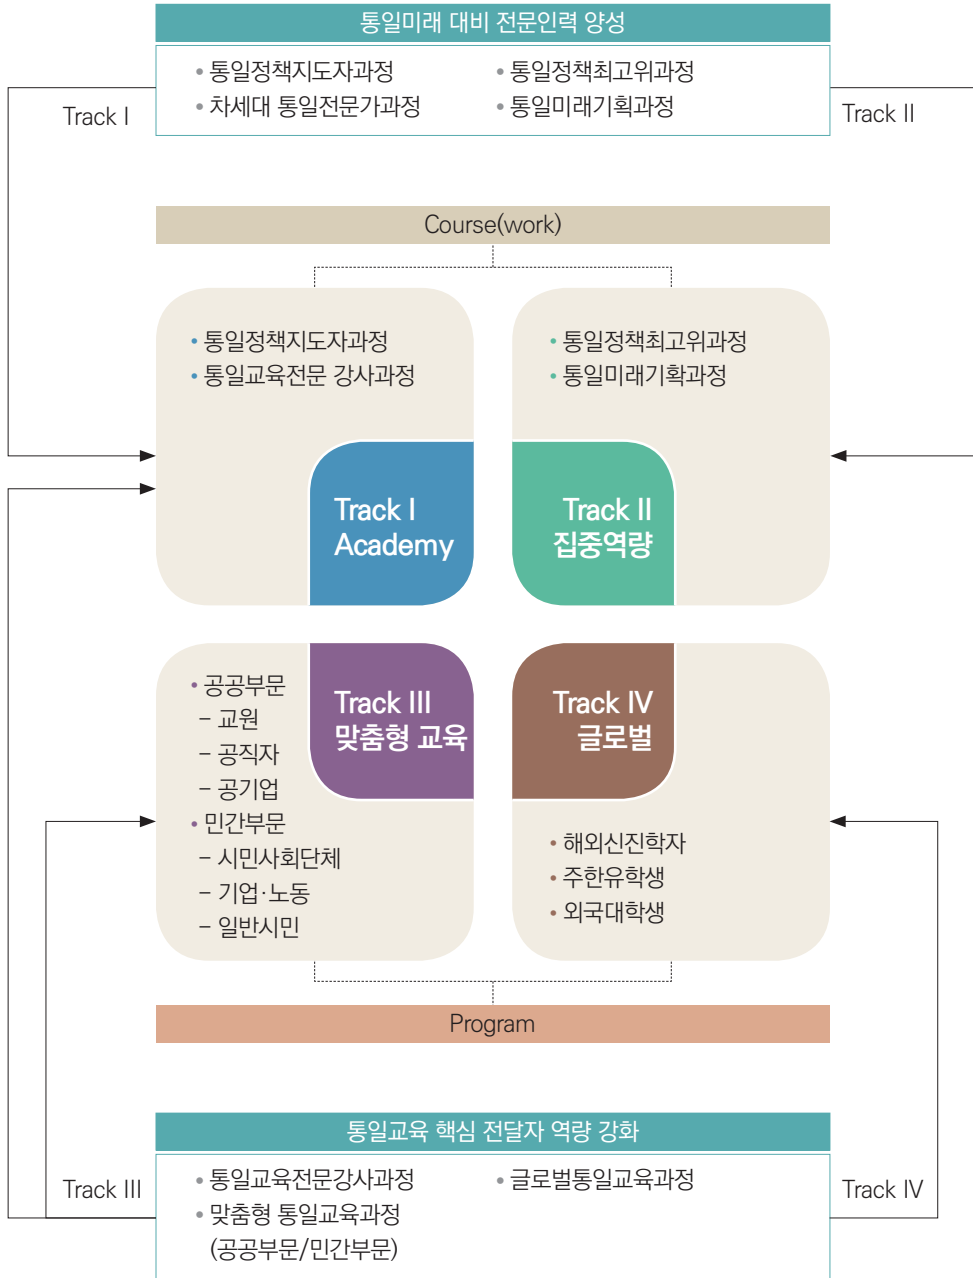 통일미래 대비 전문인력 양성
• 통일정책지도자과정
• 통일정책최고위과정
• 차세대 통일전문가과정
• 통일미래기획과정
Track I
Track II
Course(work)
• 통일정책지도자과정
• 통일교육전문 강사과정
• 통일정책최고위과정
• 통일미래기획과정
Track I
Academy
Track II
집중역량
• 공공부문
– 교원
– 공직자
– 공기업
• 민간부문
– 시민사회단체
– 기업·노동
– 일반시민
Track III
맞춤형 교육
Track IV
글로벌
• 해외신진학자
• 주한유학생
• 외국대학생
Program
통일교육 핵심 전달자 역량 강화
Track III
• 통일교육전문강사과정
• 맞춤형 통일교육과정
(공공부문/민간부문)
• 글로벌통일교육과정
Track IV